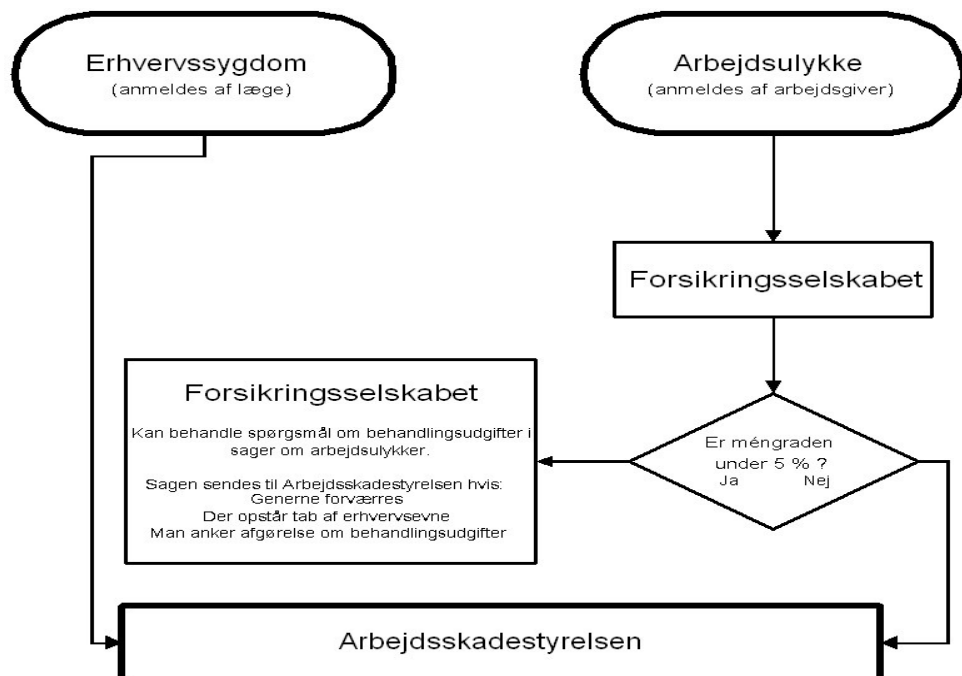 Erhvervssygdom
(anmeldes af læge)
Arbejdsulykke
(anmeldes af arbejdsgiver)
Forsikringsselskabet
Forsikringsselskabet
Kan behandle spørgsmål om behandlingsudgifter i
sager om arbejdsulykker.
Sagen sendes til Arbejdsskadestyrelsen hvis:
Generne forværres
Der opstår tab af erhvervsevne
Man anker afgørelse om behandlingsudgifter
Er méngraden
under 5 % ?
Ja Nej
Arbejdsskadestyrelsen